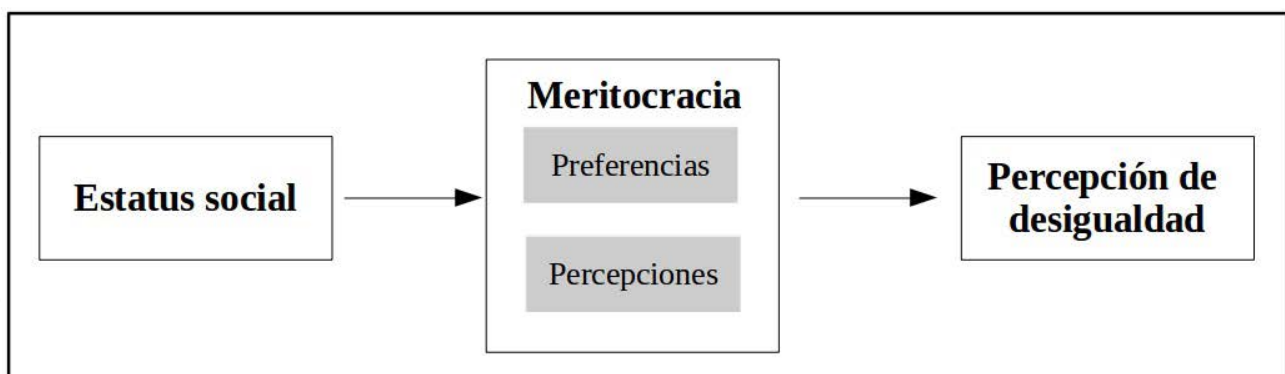 Estatus social
Meritocracia
Preferencias
Percepciones
Percepción de
desigualdad